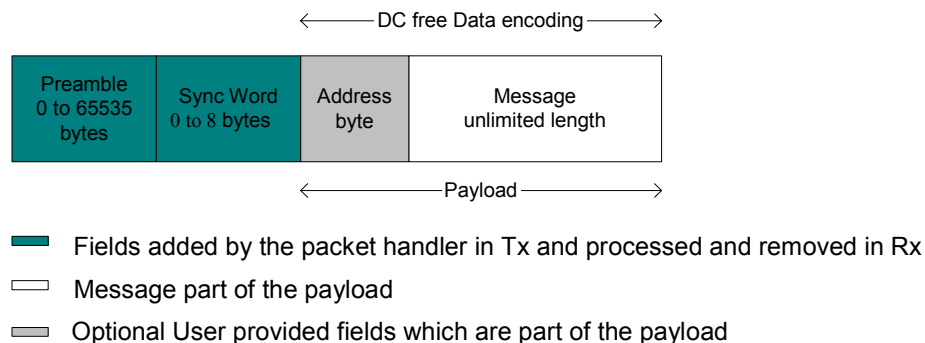 DC free Data encoding
Preamble
0 to 65535
bytes
Sync Word
0 to 8 bytes
Address
byte
Message
unlimited length
Payload
Fields added by the packet handler in Tx and processed and removed in Rx
Message part of the payload
Optional User provided fields which are part of the payload